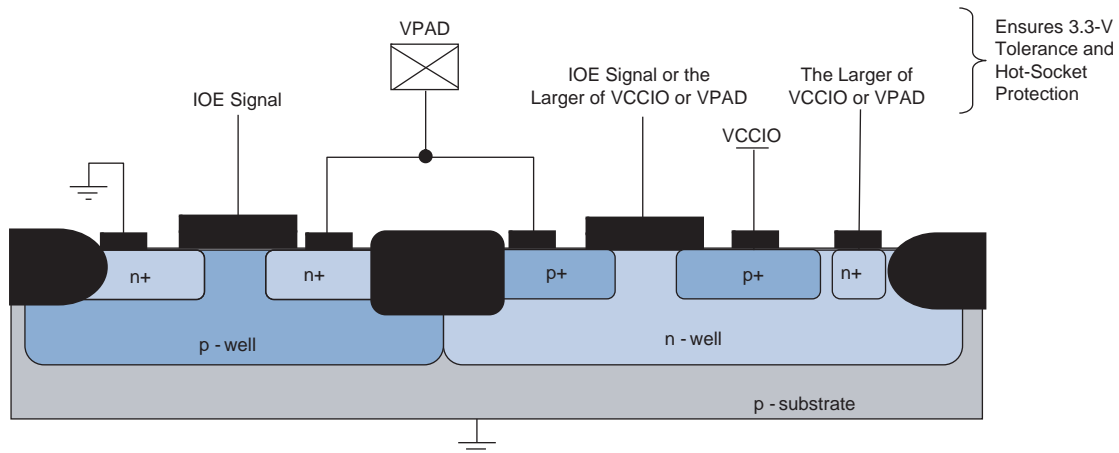 VPAD
IOE Signal
IOE Signal or the
Larger of VCCIO or VPAD
The Larger of
VCCIO or VPAD
Ensures 3.3-V
Tolerance and
Hot-Socket
Protection
VCCIO
n+
n+
p+
p+
n+
p - well
n - well
p - substrate